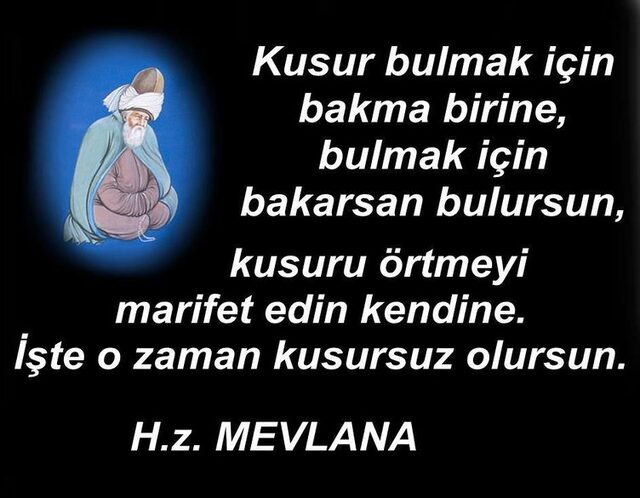 Kusur bulmak için
bakma birine,
bulmak için
bakarsan bulursun,
kusuru örtmeyi
marifet edin kendine.
İşte o zaman kusursuz olursun.
H.z. MEVLANA